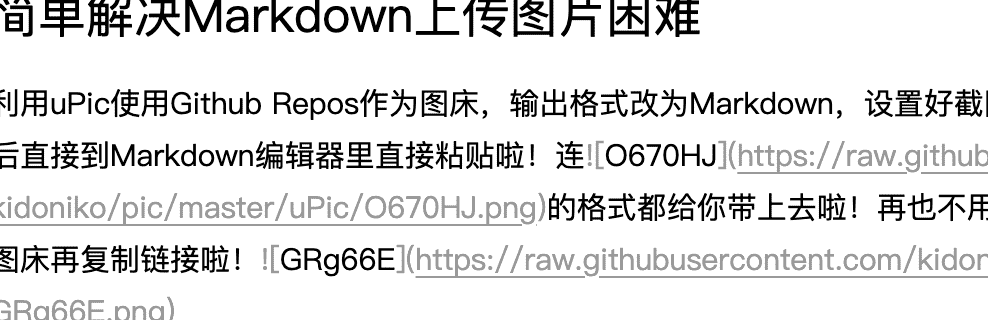 简单解决Markdown上传图片困难
利用uPic使用Github Repos作为图床，输出格式改为Markdown，设置好截
后直接到Markdown编辑器里直接粘贴啦！连![O670HJ](https://raw.github
kidoniko/pic/master/uPic/O670HJ.png)的格式都给你带上去啦！再也不用
图床再复制链接啦！![GRg66E](https://raw.githubusercontent.com/kidon
GRg66E.png)